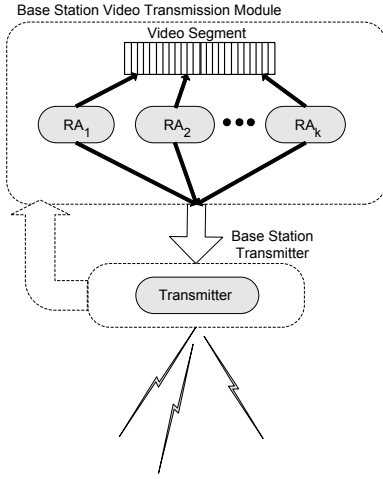 Base Station Video Transmission Module
Video Segment
RA1
RA2
RAk
Base Station
Transmitter
Transmitter